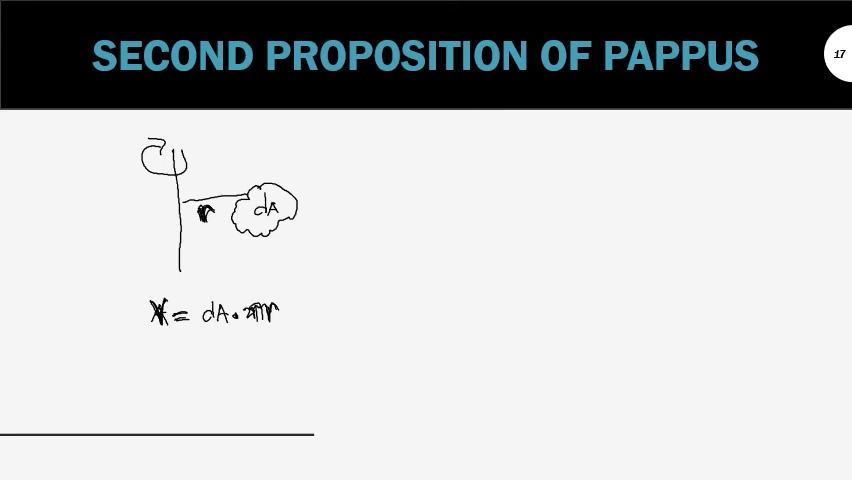 SECOND PROPOSITION OF PAPPUS
17
r
dA
V = dA • 2πr